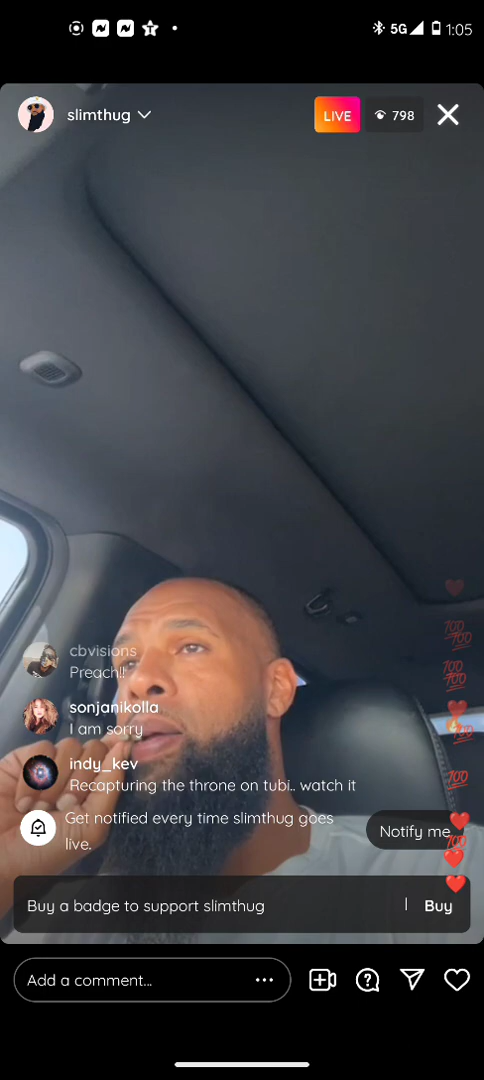 5G 1:05
slimthug LIVE 798
cbvisions
Preach!!
sonjanikolla
I am sorry
indy_kev
Recapturing the throne on tubi.. watch it
Get notified every time slimthug goes
live.
Notify me
Buy a badge to support slimthug | Buy
Add a comment...